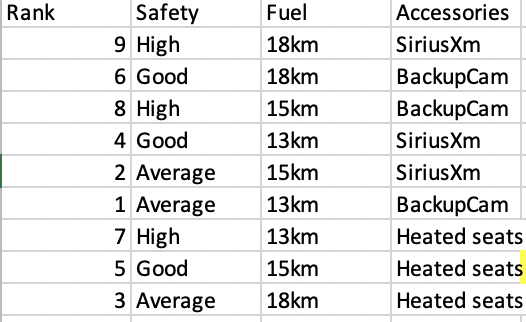 Rank Safety Fuel Accessories
9 High 18km SiriusXm
6 Good 18km BackupCam
8 High 15km BackupCam
4 Good 13km SiriusXm
2 Average 15km SiriusXm
1 Average 13km BackupCam
7 High 13km Heated seats
5 Good 15km Heated seats
3 Average 18km Heated seats